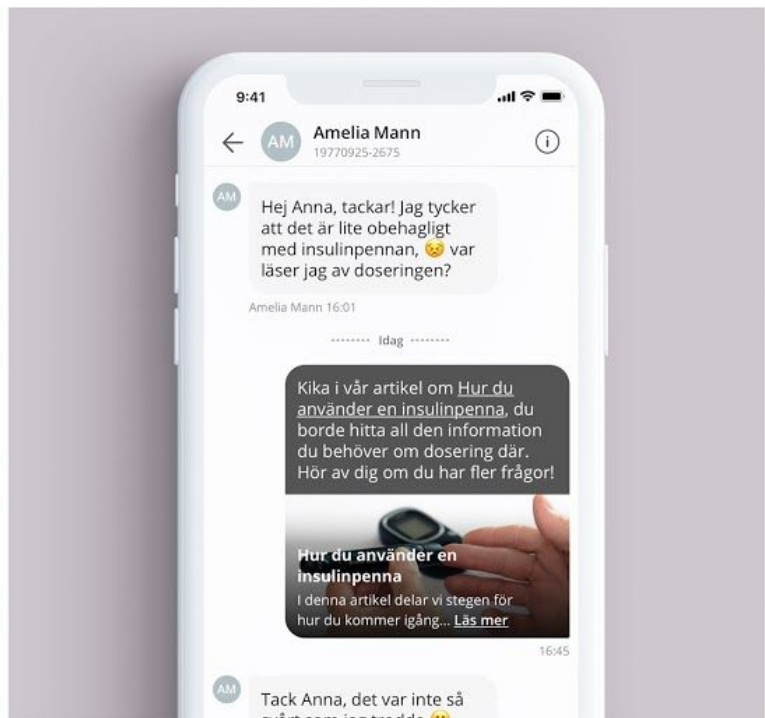 9:41
AM
Amelia Mann
19770925-2675
AM
Hej Anna, tackar! Jag tycker
att det är lite obehagligt
med insulinpennan, 😣 var
läser jag av doseringen?
Amelia Mann 16:01
-------- Idag --------
Kika i vår artikel om Hur du
använder en insulinpenna, du
borde hitta all den information
du behöver om dosering där.
Hör av dig om du har fler frågor!
Hur du använder en
insulinpenna
I denna artikel delar vi stegen för
hur du kommer igång... Läs mer
16:45
AM
Tack Anna, det var inte så
svårt som jag trodde